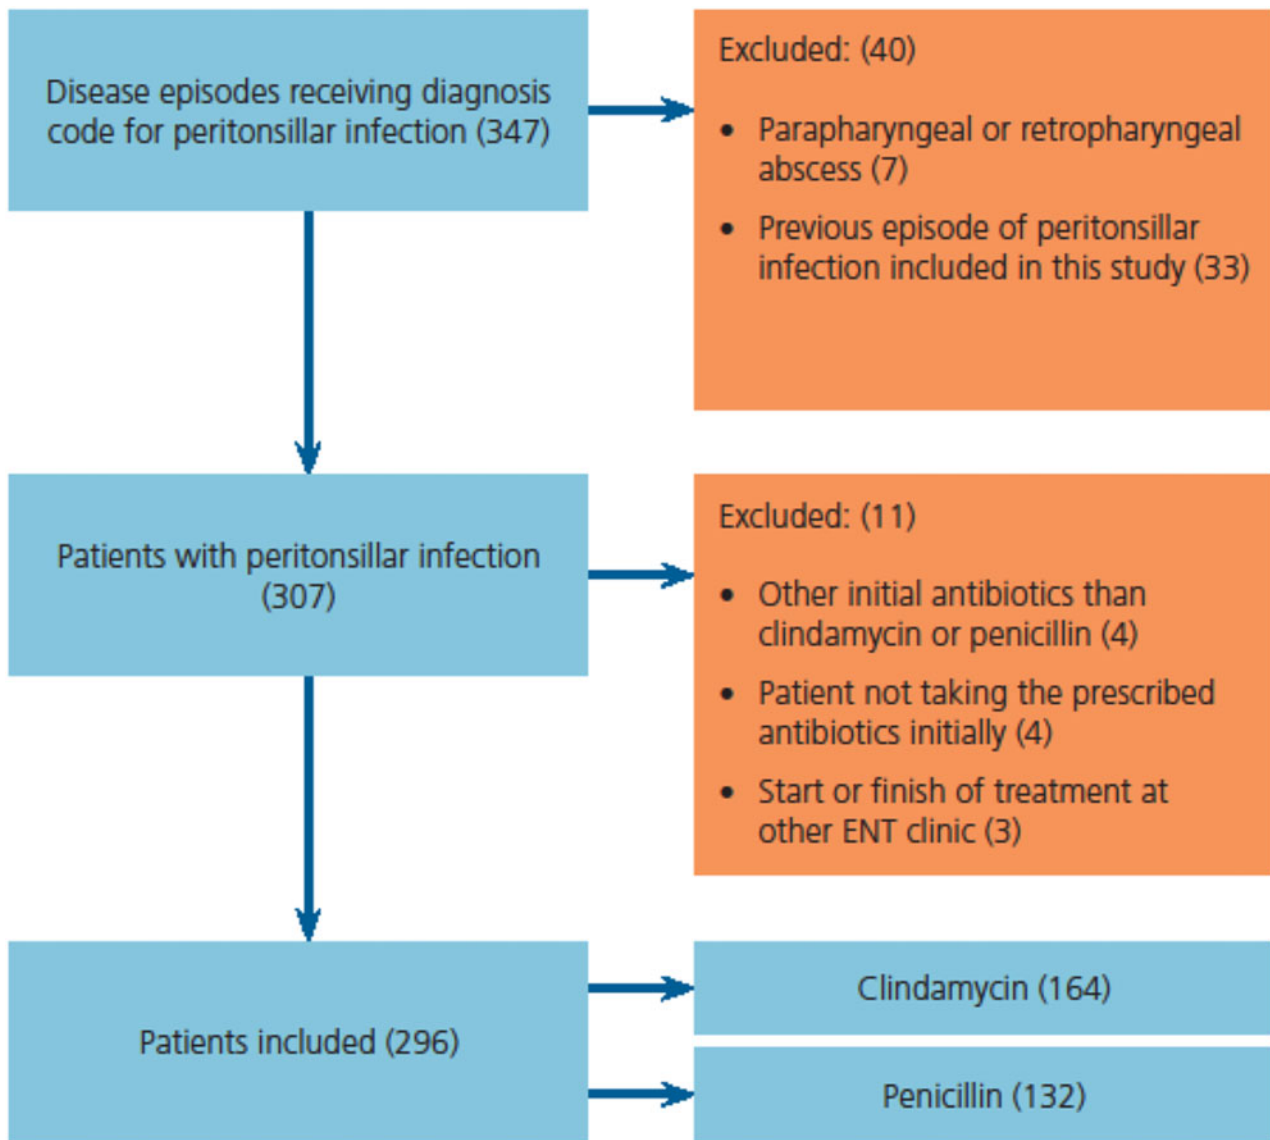 Disease episodes receiving diagnosis
code for peritonsillar infection (347)
Excluded: (40)
• Parapharyngeal or retropharyngeal
abscess (7)
• Previous episode of peritonsillar
infection included in this study (33)
Patients with peritonsillar infection
(307)
Excluded: (11)
• Other initial antibiotics than
clindamycin or penicillin (4)
• Patient not taking the prescribed
antibiotics initially (4)
• Start or finish of treatment at
other ENT clinic (3)
Patients included (296)
Clindamycin (164)
Penicillin (132)